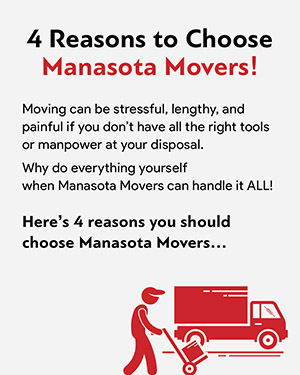 4 Reasons to Choose
Manasota Movers!
Moving can be stressful, lengthy, and
painful if you don't have all the right tools
or manpower at your disposal.
Why do everything yourself
when Manasota Movers can handle it ALL!
Here's 4 reasons you should
choose Manasota Movers...